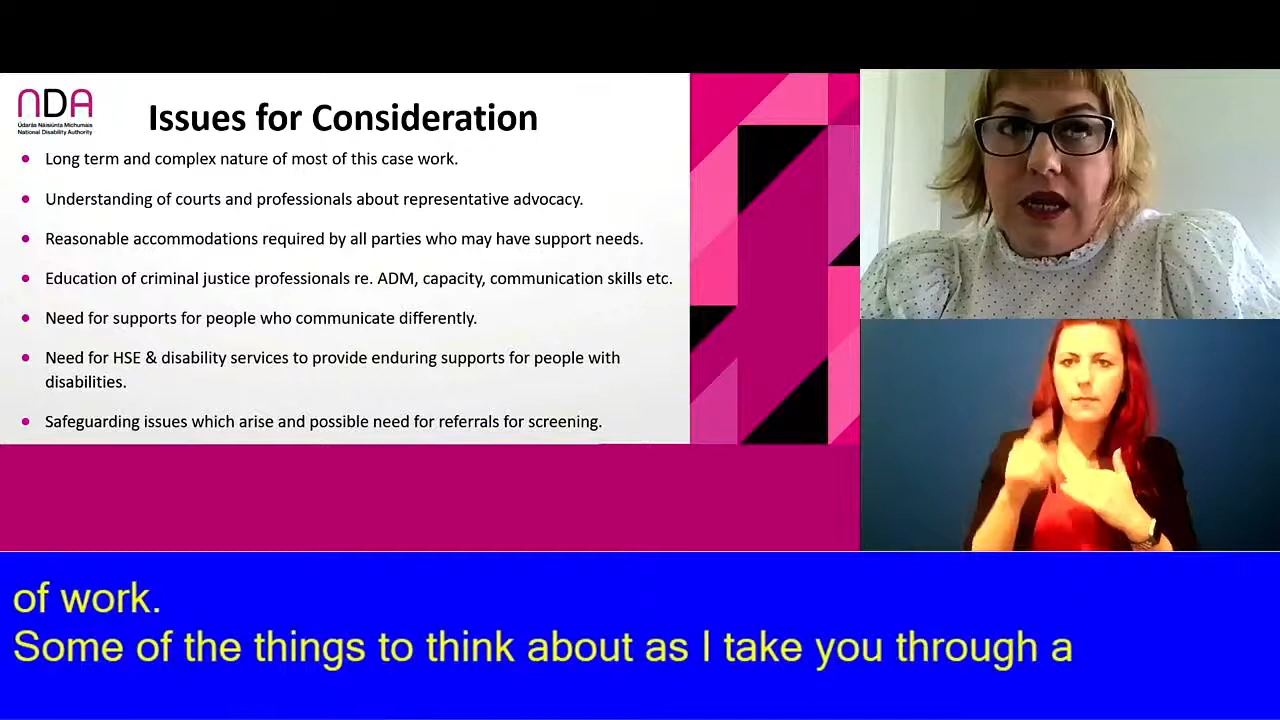 NDA
Údarás Náisiúnta Míchumais
National Disability Authority
Issues for Consideration
• Long term and complex nature of most of this case work.
• Understanding of courts and professionals about representative advocacy.
• Reasonable accommodations required by all parties who may have support needs.
• Education of criminal justice professionals re. ADM, capacity, communication skills etc.
• Need for supports for people who communicate differently.
• Need for HSE & disability services to provide enduring supports for people with
disabilities.
• Safeguarding issues which arise and possible need for referrals for screening.
of work.
Some of the things to think about as I take you through a